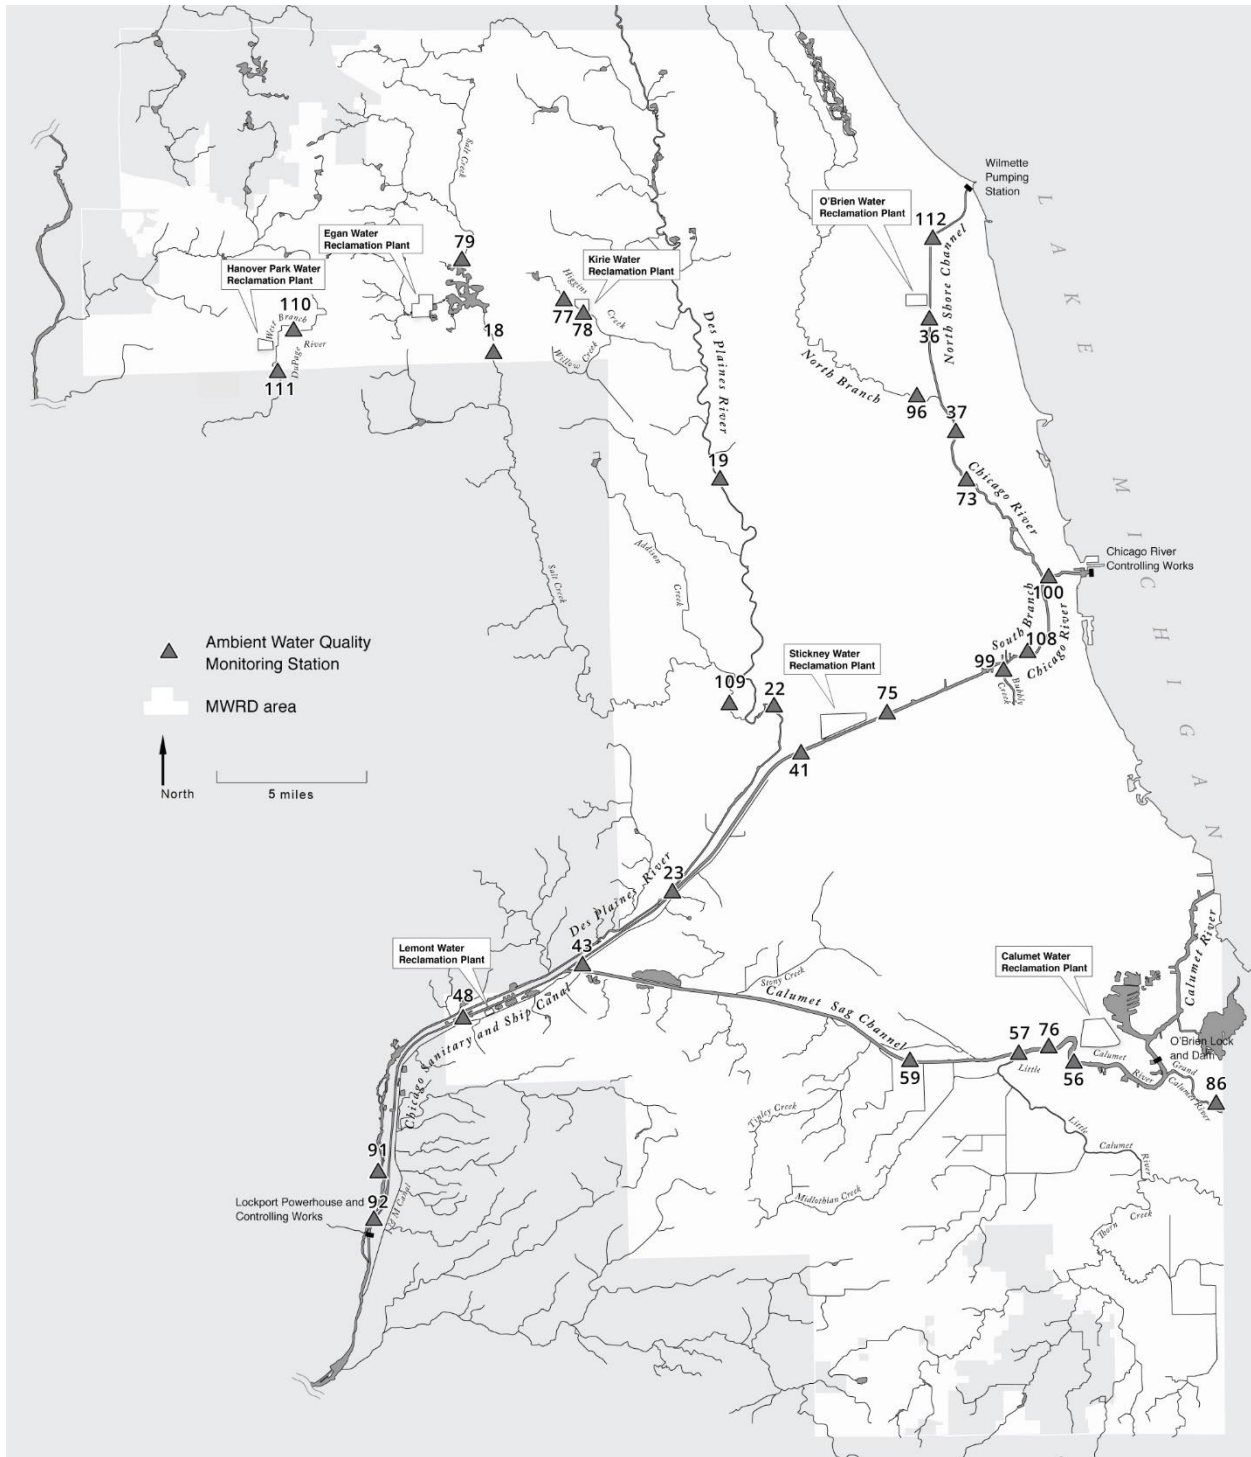 Wilmette
Pumping
Station
O'Brien Water
Reclamation Plant
112
LAKE MICHIGAN
North Shore Channel
Salt Creek
Egan Water
Reclamation Plant
79
Kirie Water
Reclamation Plant
Hanover Park Water
Reclamation Plant
Higgins
Creek
110
West
Branch
DuPage
River
77
78
18
36
Willow Creek
Des Plaines River
North Branch
111
96
37
19
73
Chicago River
Addison
Creek
Salt Creek
Chicago River
Controlling Works
100
South Branch
Chicago River
108
Ambient Water Quality
Monitoring Station
Stickney Water
Reclamation Plant
99
Bubbly
Creek
109
22
75
MWRD area
41
North
5 miles
23
Des Plaines River
Lemont Water
Reclamation Plant
43
Calumet River
Calumet Water
Reclamation Plant
Stony Creek
48
Calumet Sag Channel
Chicago Sanitary and Ship Canal
57
76
O'Brien Lock
and Dam
59
Little
56
Calumet
River
Grand
Calumet River
86
Tinley Creek
Little
Calumet
River
91
Midlothian Creek
Lockport Powerhouse and
Controlling Works
92
I & M Canal
Thorn Creek